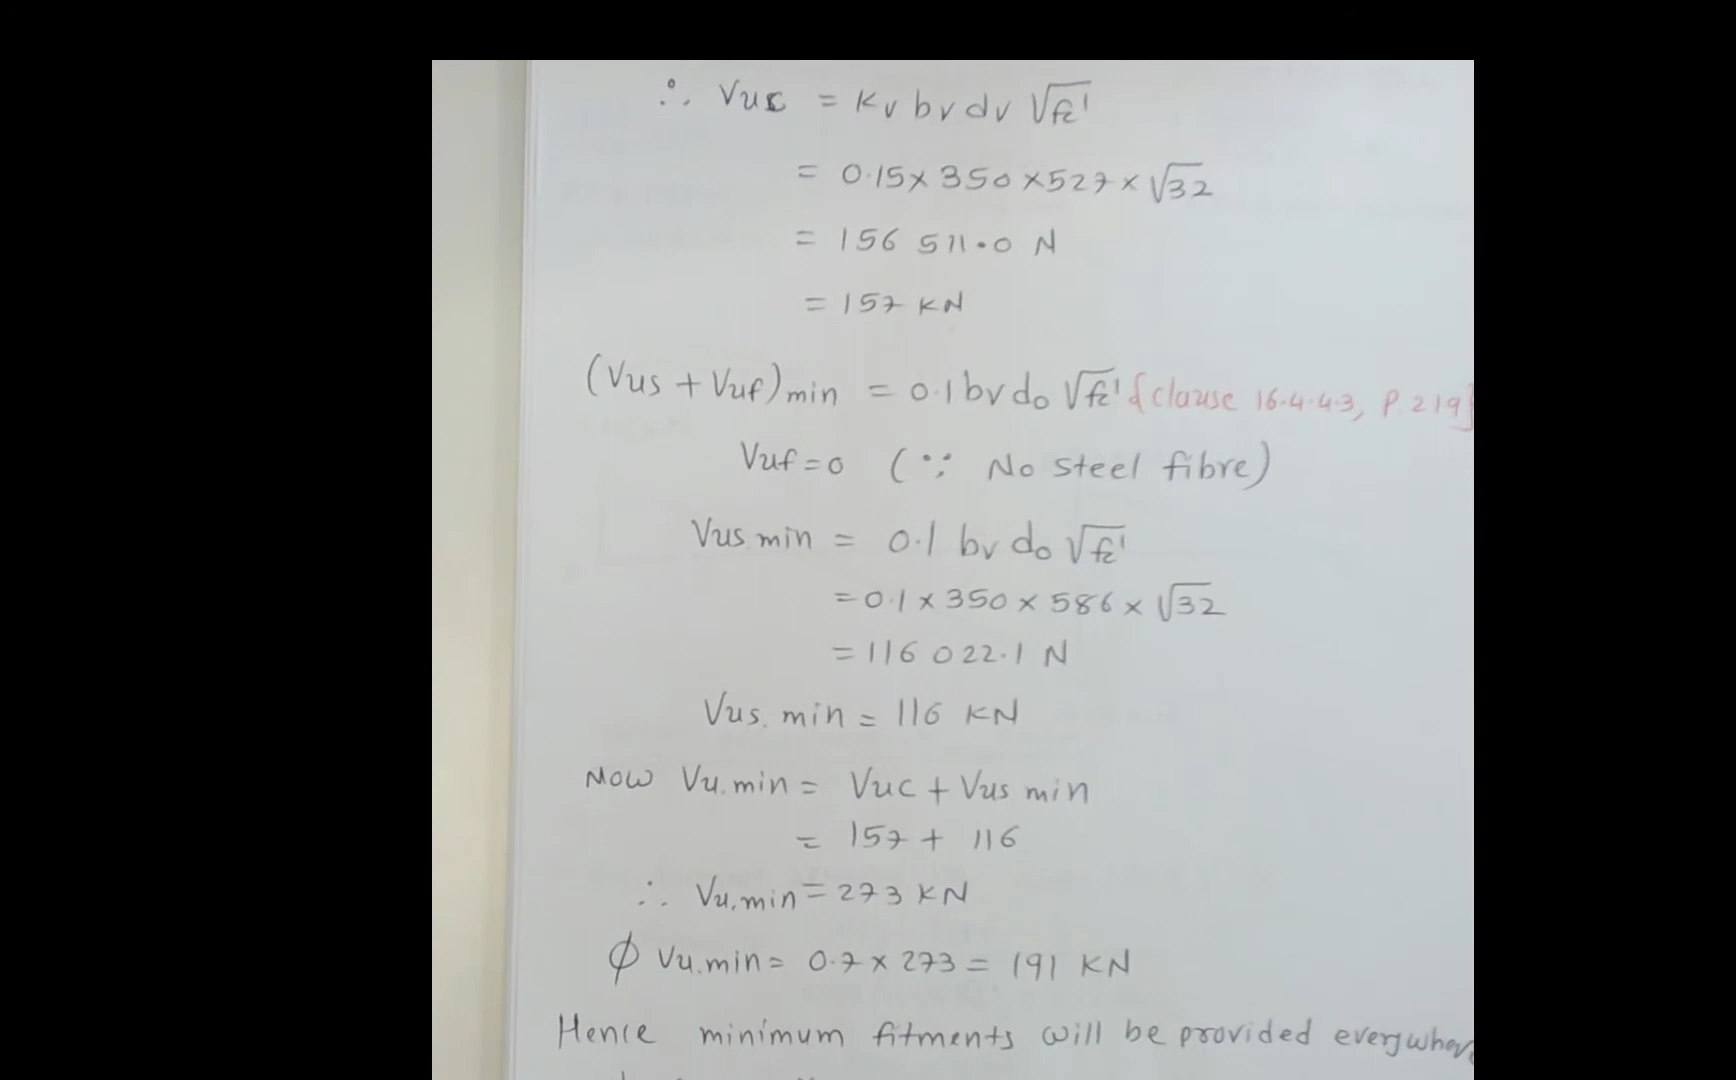 ∴ Vuc = Kv bv dv √fc'
= 0.15 × 350 × 527 × √32
= 156 511.0 N
= 157 KN
(Vus + Vuf)min = 0.1 bv do √fc' {clause 16.4.4.3, P. 219}
Vuf = 0 (∵ No steel fibre)
Vus min = 0.1 bv do √fc'
= 0.1 × 350 × 586 × √32
= 116 022.1 N
Vus. min = 116 KN
Now Vu. min = Vuc + Vus min
= 157 + 116
∴ Vu. min = 273 KN
ϕ Vu. min = 0.7 × 273 = 191 KN
Hence minimum fitments will be provided